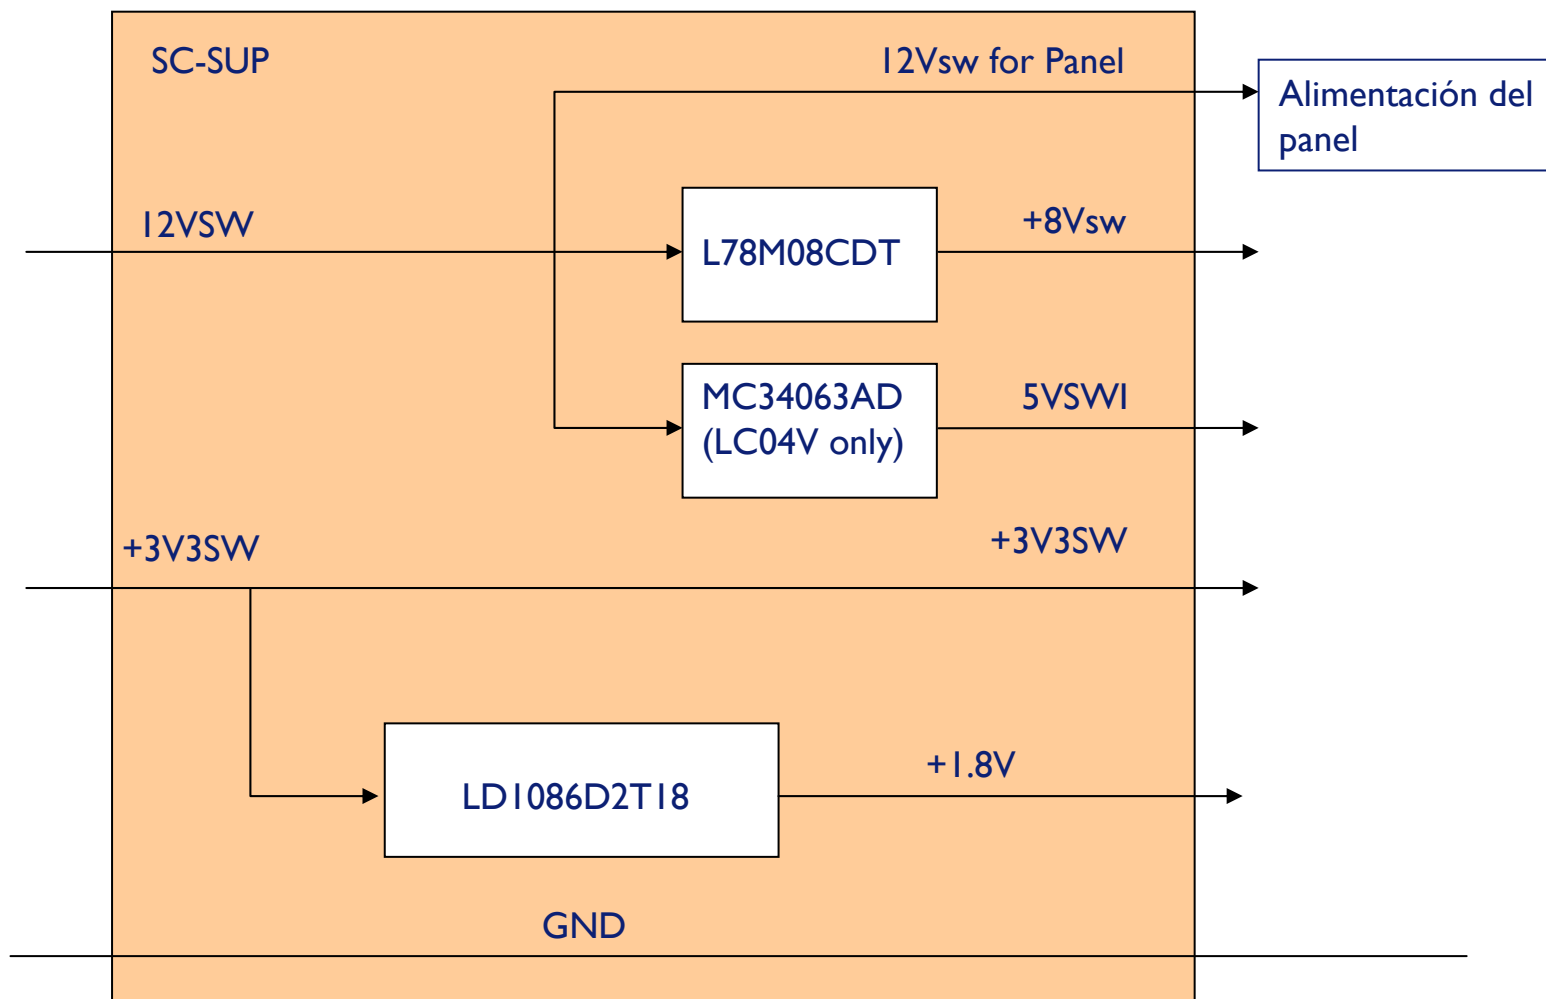 SC-SUP
12Vsw for Panel
Alimentación del
panel
12VSW
+8Vsw
L78M08CDT
MC34063AD
(LC04V only)
5VSW1
+3V3SW
+3V3SW
+1.8V
LD1086D2T18
GND